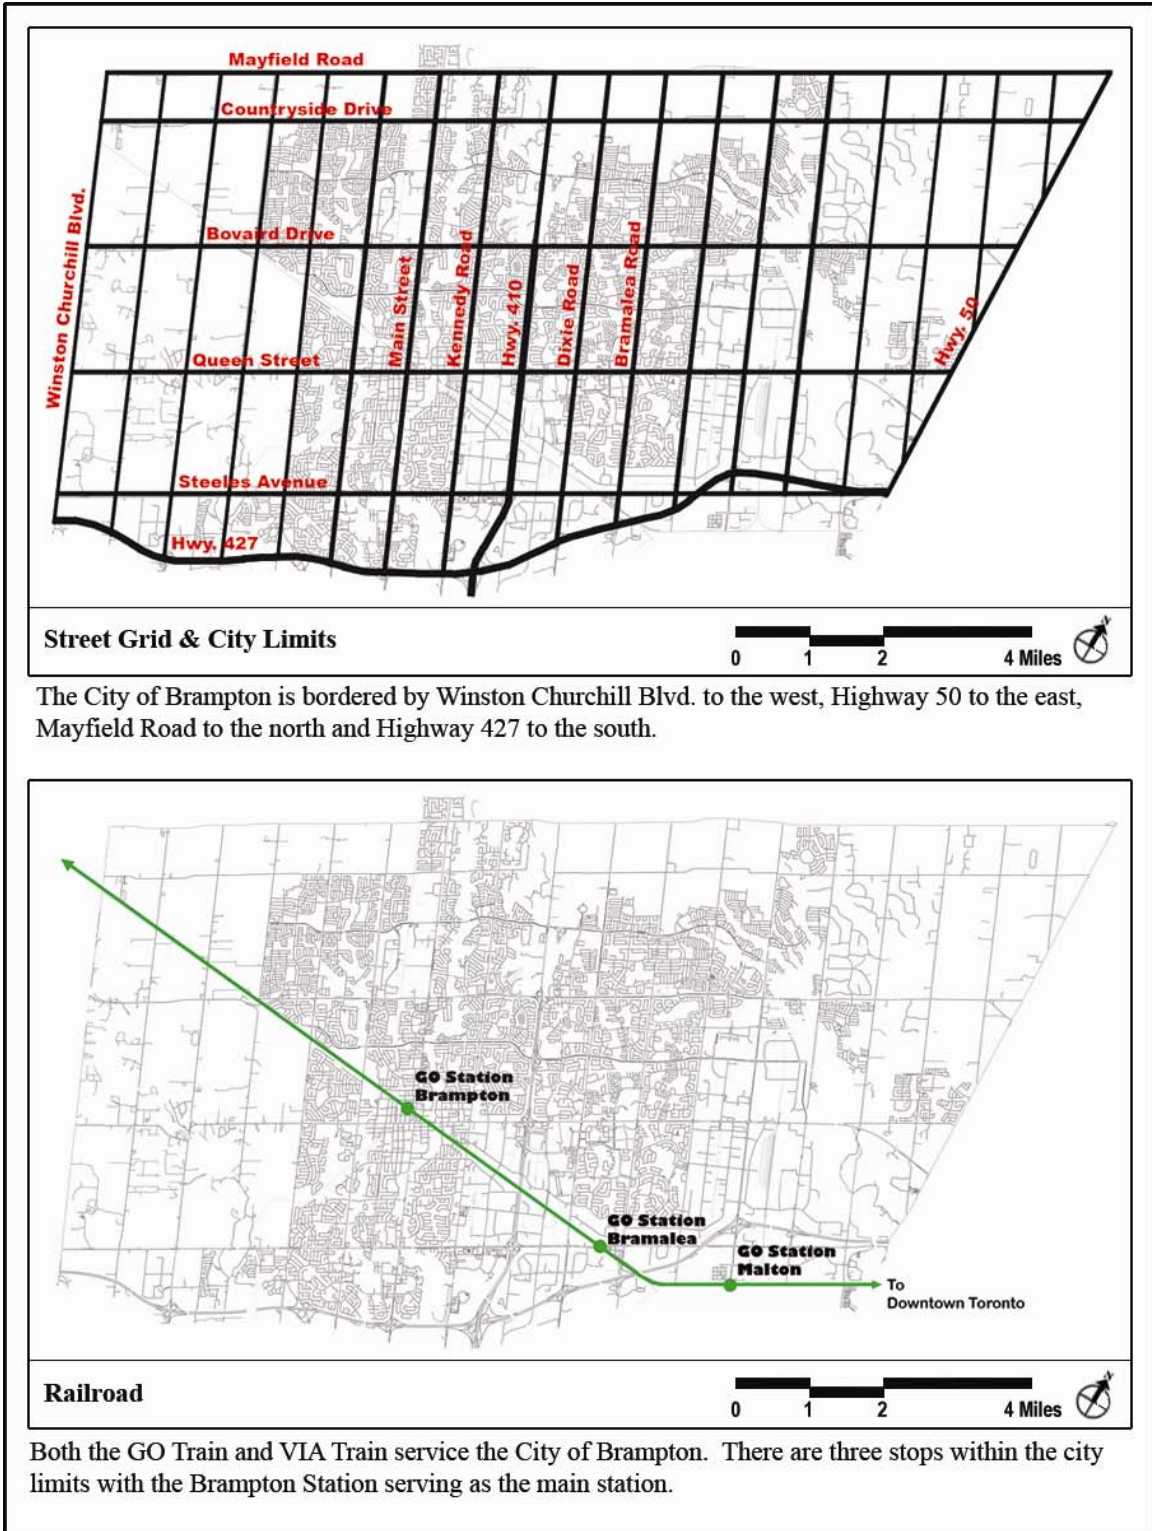 Mayfield Road
Countryside Drive
Winston Churchill Blvd.
Bovaird Drive
Main Street
Kennedy Road
Hwy. 410
Dixie Road
Bramalea Road
Hwy. 50
Queen Street
Steeles Avenue
Hwy. 427
Street Grid & City Limits
0 1 2 4 Miles
N
The City of Brampton is bordered by Winston Churchill Blvd. to the west, Highway 50 to the east,
Mayfield Road to the north and Highway 427 to the south.
GO Station
Brampton
GO Station
Bramalea
GO Station
Malton
To
Downtown Toronto
Railroad
0 1 2 4 Miles
N
Both the GO Train and VIA Train service the City of Brampton.  There are three stops within the city
limits with the Brampton Station serving as the main station.